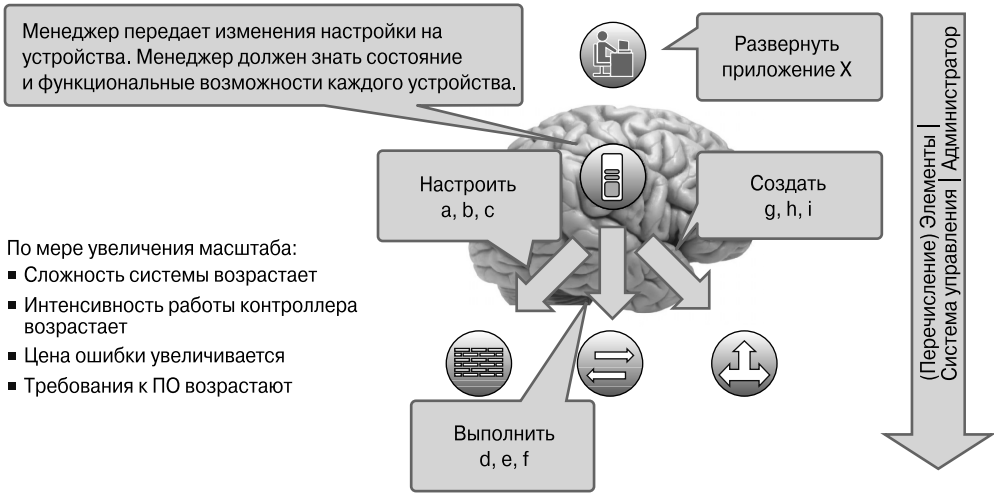 Менеджер передает изменения настройки на
устройства. Менеджер должен знать состояние
и функциональные возможности каждого устройства.
Развернуть
приложение X
Настроить
a, b, c
Создать
g, h, i
По мере увеличения масштаба:
▪ Сложность системы возрастает
▪ Интенсивность работы контроллера
возрастает
▪ Цена ошибки увеличивается
▪ Требования к ПО возрастают
Выполнить
d, e, f
(Перечисление) Элементы |
Система управления | Администратор